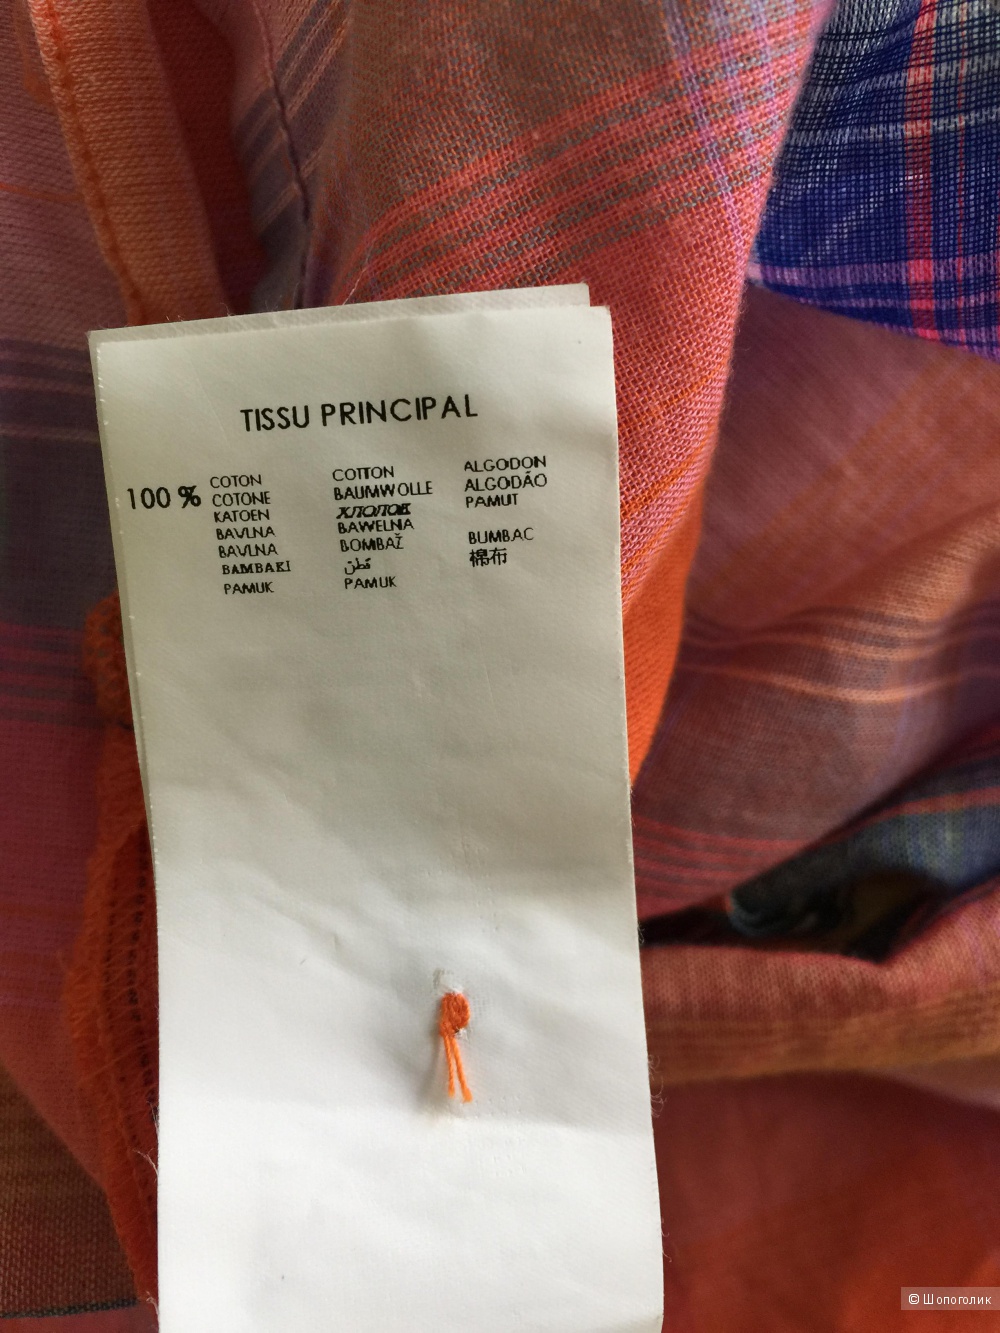 TISSU PRINCIPAL
100 % COTON COTTON ALGODON
COTONE BAUMWOLLE ALGODÃO
KATOEN ХЛОПОК PAMUT
BAVLNA BAWELNA
BAVLNA BOMBAŽ BUMBAC
BAMBAKI قطن 棉布
PAMUK PAMUK
© Шопоголик